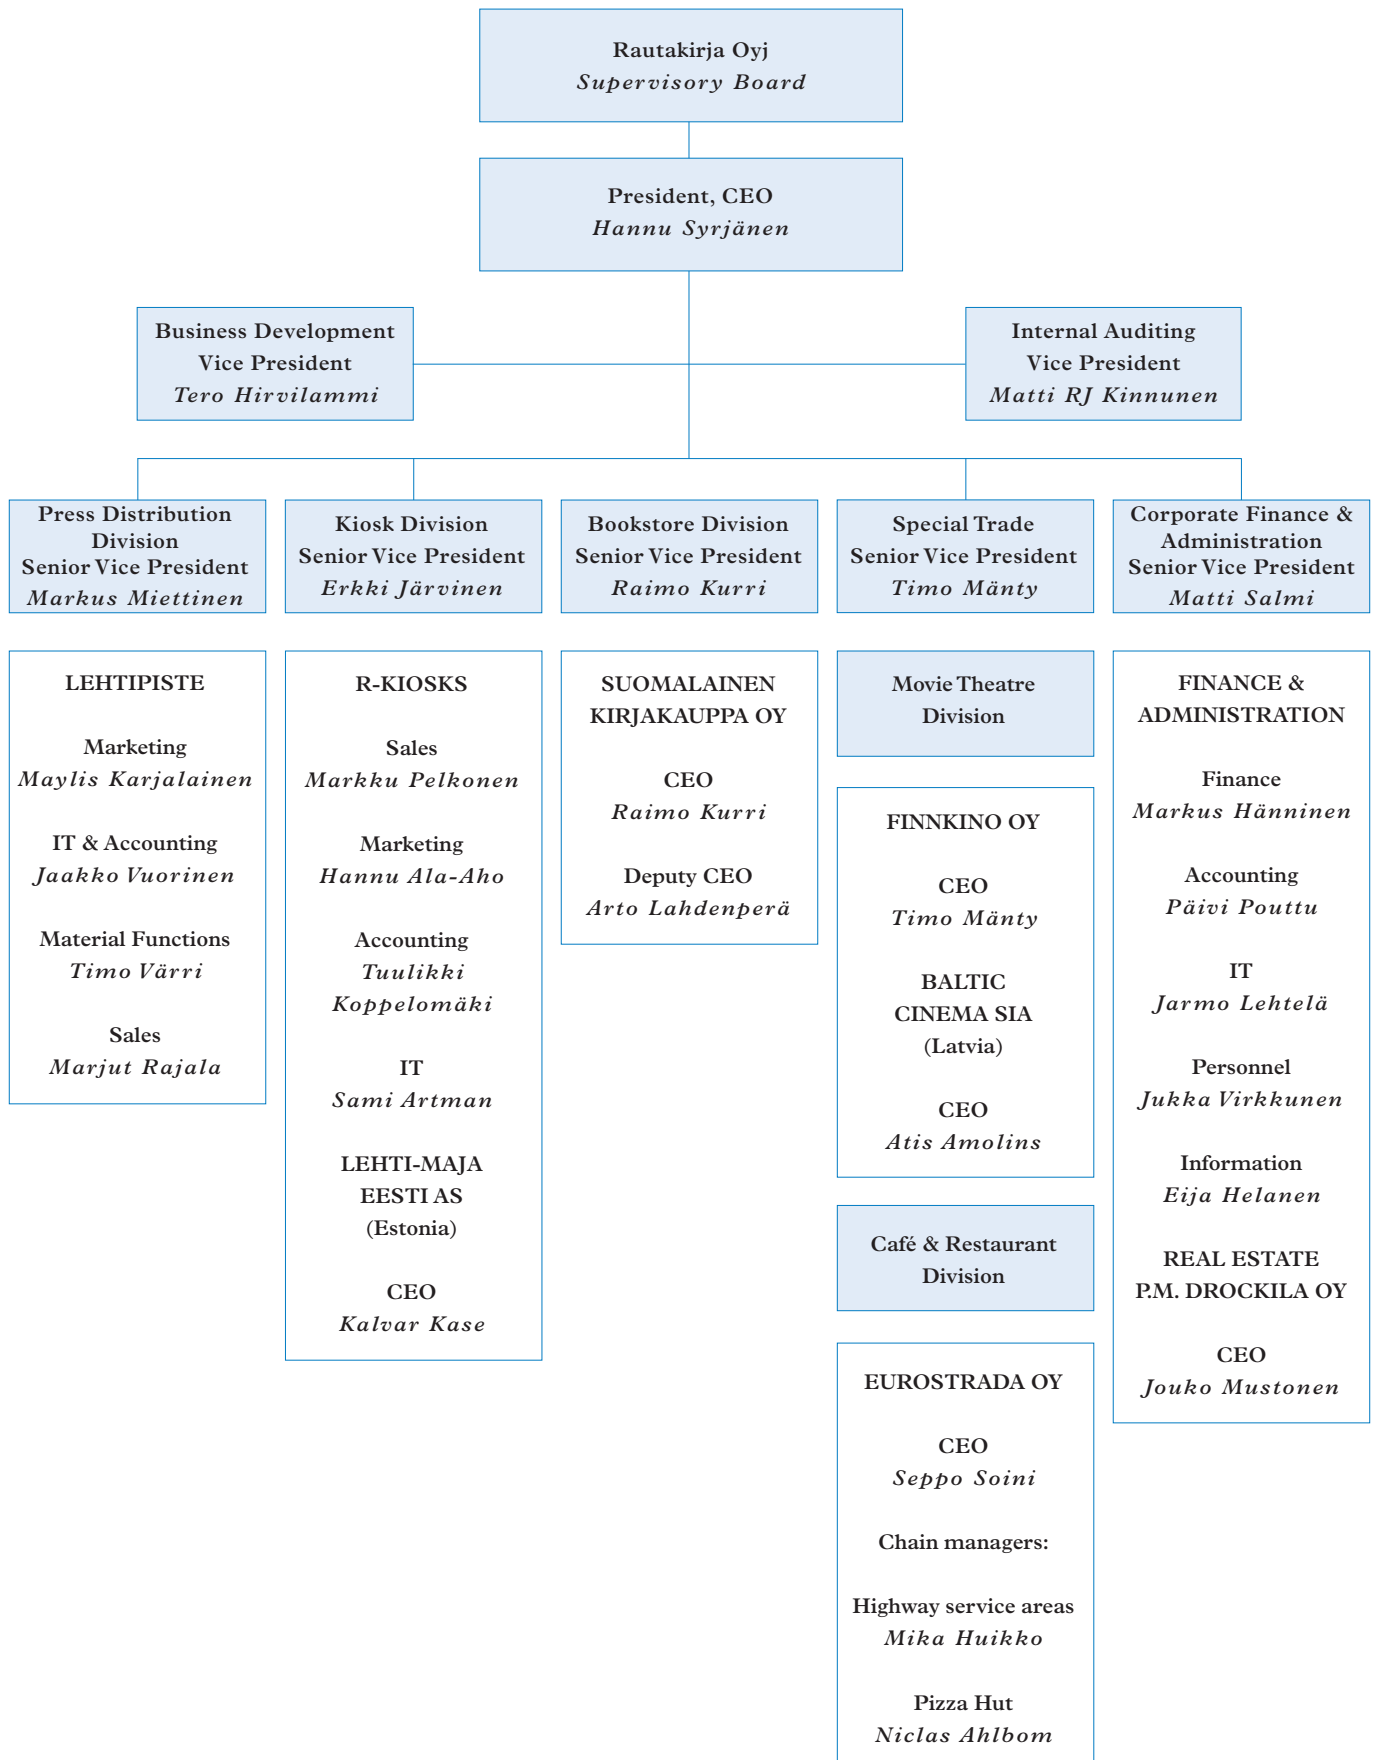 Rautakirja Oyj
Supervisory Board
President, CEO
Hannu Syrjänen
Business Development
Vice President
Tero Hirvilammi
Internal Auditing
Vice President
Matti RJ Kinnunen
Press Distribution
Division
Senior Vice President
Markus Miettinen
Kiosk Division
Senior Vice President
Erkki Järvinen
Bookstore Division
Senior Vice President
Raimo Kurri
Special Trade
Senior Vice President
Timo Mänty
Corporate Finance &
Administration
Senior Vice President
Matti Salmi
LEHTIPISTE
Marketing
Maylis Karjalainen
IT & Accounting
Jaakko Vuorinen
Material Functions
Timo Värri
Sales
Marjut Rajala
R-KIOSKS
Sales
Markku Pelkonen
Marketing
Hannu Ala-Aho
Accounting
Tuulikki
Koppelomäki
IT
Sami Artman
LEHTI-MAJA
EESTI AS
(Estonia)
CEO
Kalvar Kase
SUOMALAINEN
KIRJAKAUPPA OY
CEO
Raimo Kurri
Deputy CEO
Arto Lahdenperä
Movie Theatre
Division
FINNKINO OY
CEO
Timo Mänty
BALTIC
CINEMA SIA
(Latvia)
CEO
Atis Amolins
Café & Restaurant
Division
EUROSTRADA OY
CEO
Seppo Soini
Chain managers:
Highway service areas
Mika Huikko
Pizza Hut
Niclas Ahlbom
FINANCE &
ADMINISTRATION
Finance
Markus Hänninen
Accounting
Päivi Pouttu
IT
Jarmo Lehtelä
Personnel
Jukka Virkkunen
Information
Eija Helanen
REAL ESTATE
P.M. DROCKILA OY
CEO
Jouko Mustonen